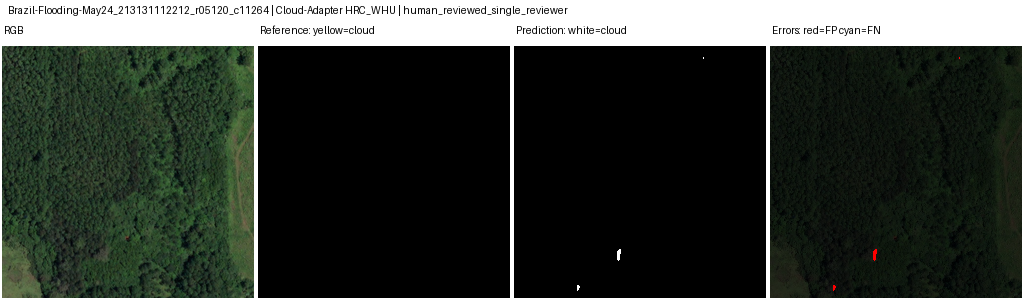 Brazil-Flooding-May24_213131112212_r05120_c11264 | Cloud-Adapter HRC_WHU | human_reviewed_single_reviewer
RGB
Reference: yellow=cloud
Prediction: white=cloud
Errors: red=FP cyan=FN